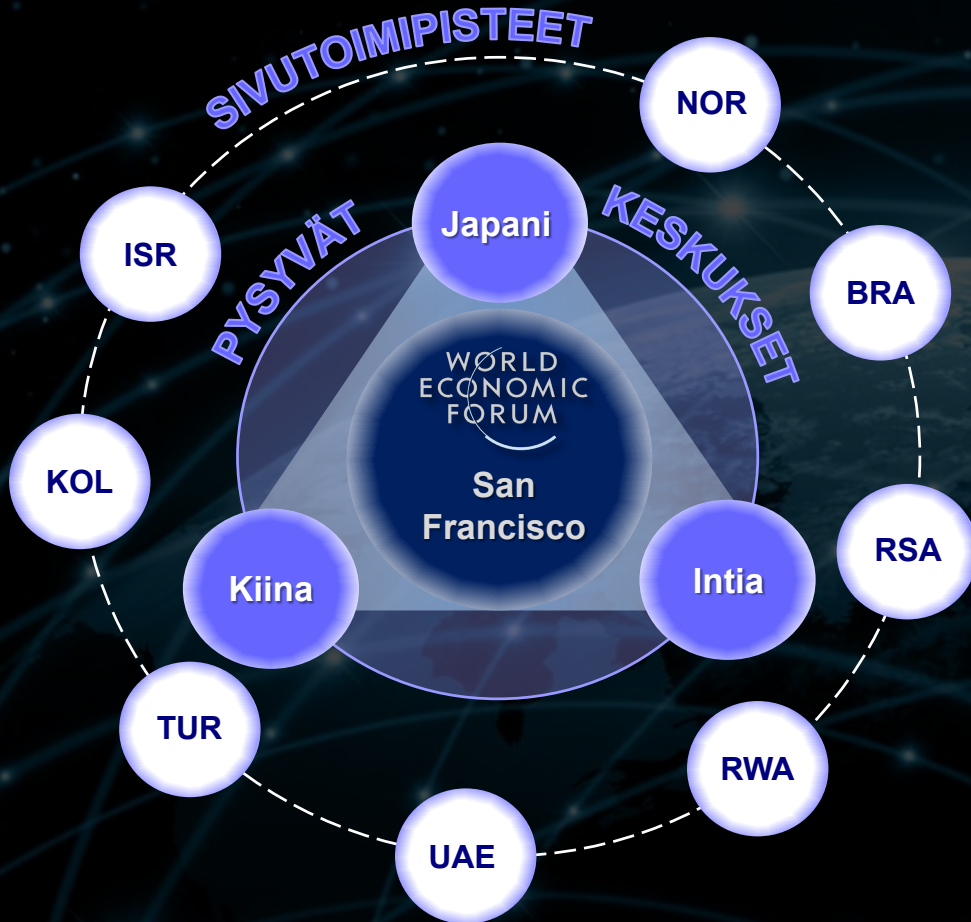 SIVUTOIMIPISTEET
NOR
PYSYVÄT
KESKUKSET
Japani
ISR
BRA
WORLD
ECONOMIC
FORUM
San
Francisco
KOL
RSA
Kiina
Intia
TUR
RWA
UAE